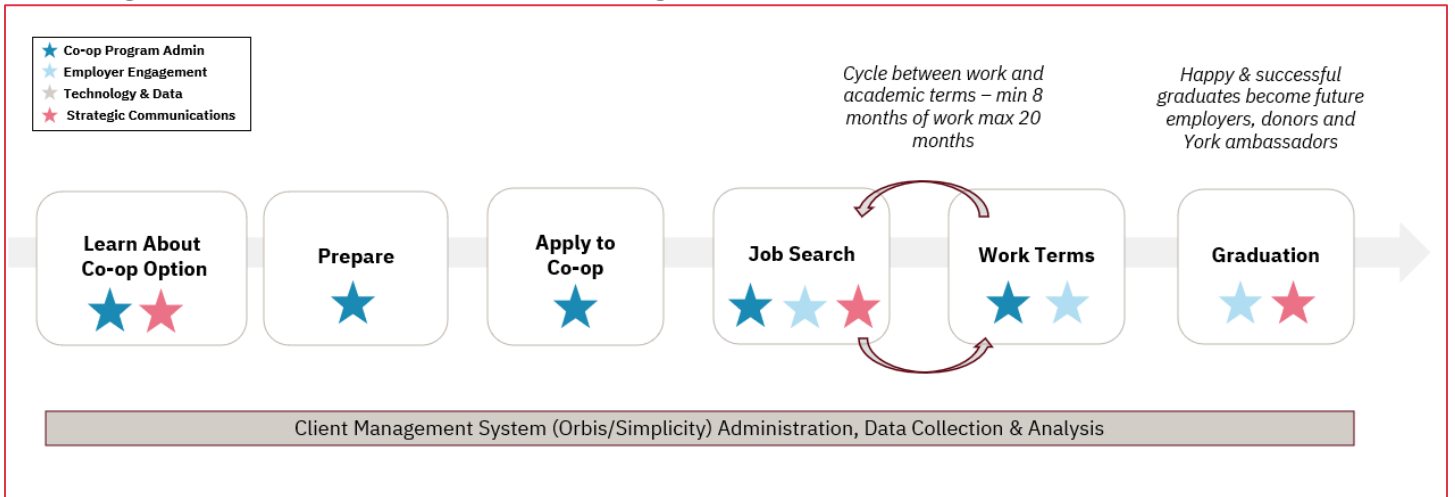 Co-op Program Admin
Employer Engagement
Technology & Data
Strategic Communications
Cycle between work and
academic terms – min 8
months of work max 20
months
Happy & successful
graduates become future
employers, donors and
York ambassadors
Learn About
Co-op Option
Prepare
Apply to
Co-op
Job Search
Work Terms
Graduation
Client Management System (Orbis/Simplicity) Administration, Data Collection & Analysis